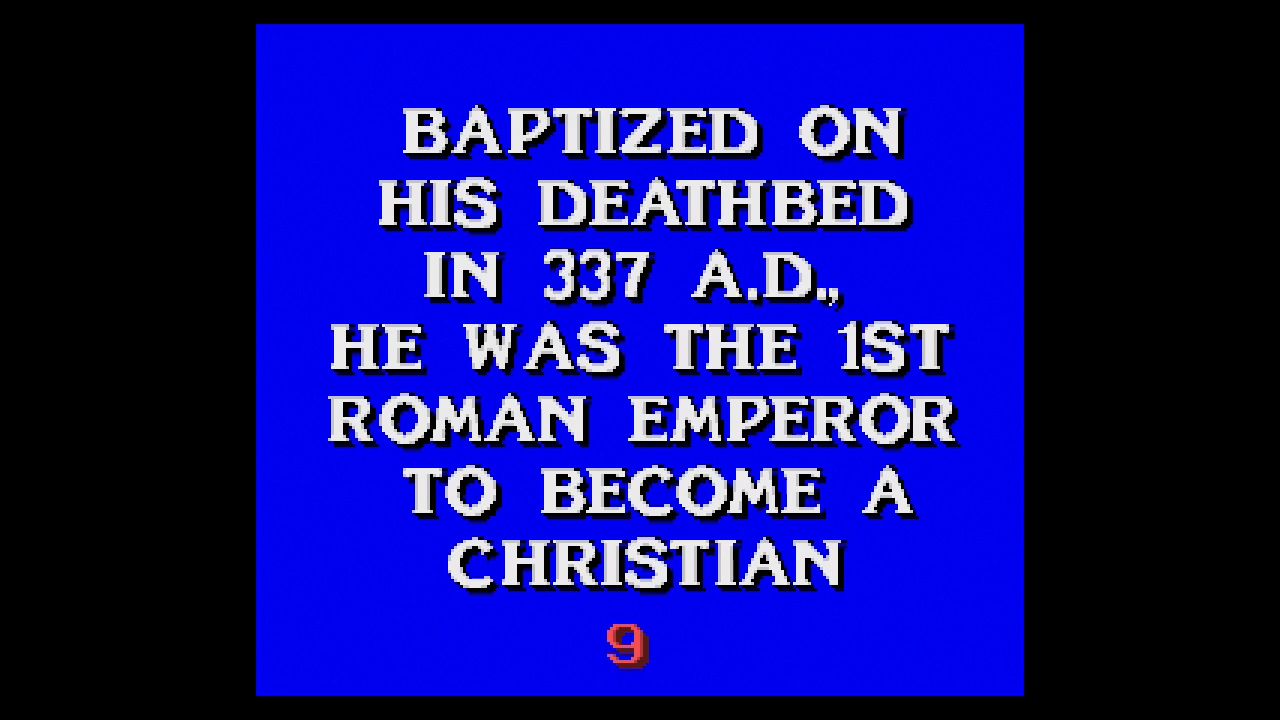 BAPTIZED ON
HIS DEATHBED
IN 337 A.D.,
HE WAS THE 1ST
ROMAN EMPEROR
TO BECOME A
CHRISTIAN
9